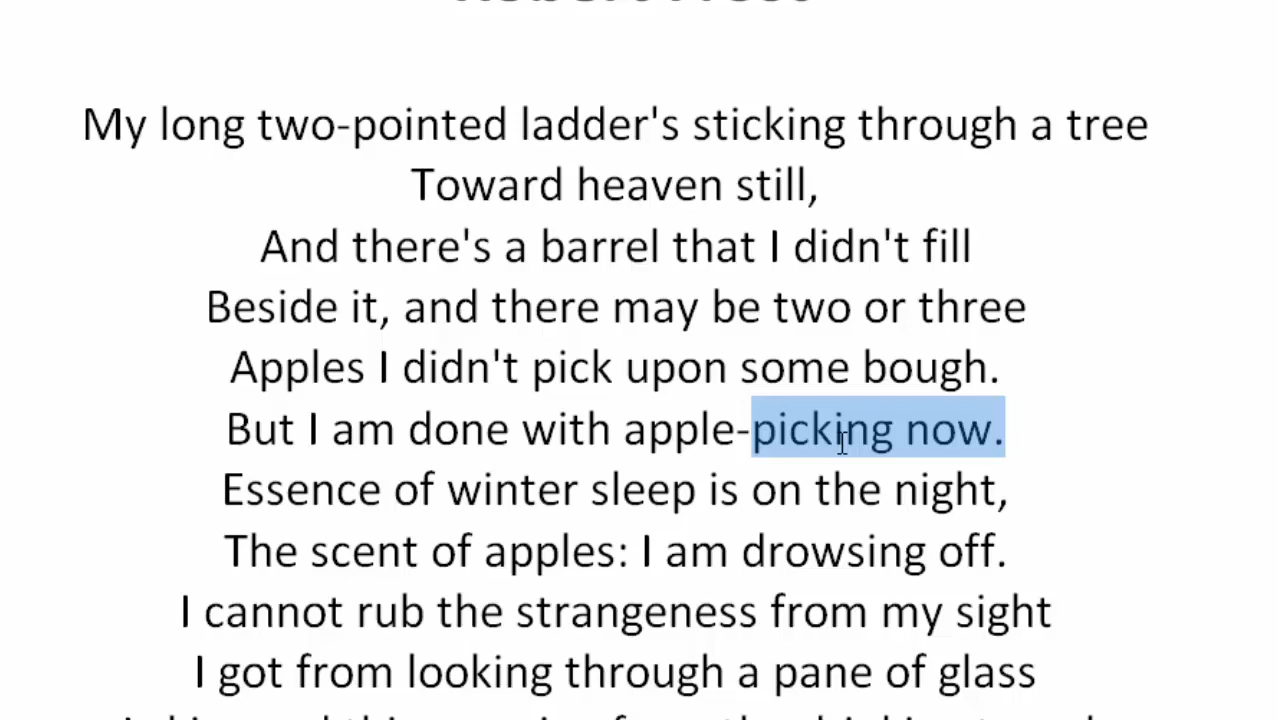 Robert Frost
My long two-pointed ladder's sticking through a tree
Toward heaven still,
And there's a barrel that I didn't fill
Beside it, and there may be two or three
Apples I didn't pick upon some bough.
But I am done with apple-picking now.
Essence of winter sleep is on the night,
The scent of apples: I am drowsing off.
I cannot rub the strangeness from my sight
I got from looking through a pane of glass